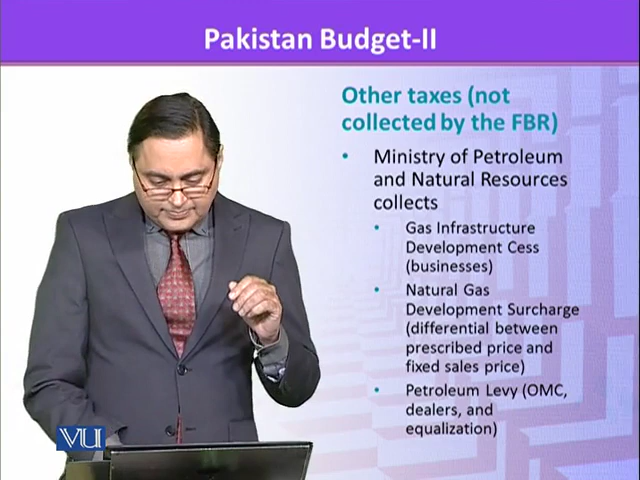 Pakistan Budget-II
Other taxes (not
collected by the FBR)
• Ministry of Petroleum
and Natural Resources
collects
• Gas Infrastructure
Development Cess
(businesses)
• Natural Gas
Development Surcharge
(differential between
prescribed price and
fixed sales price)
• Petroleum Levy (OMC,
dealers, and
equalization)
VU